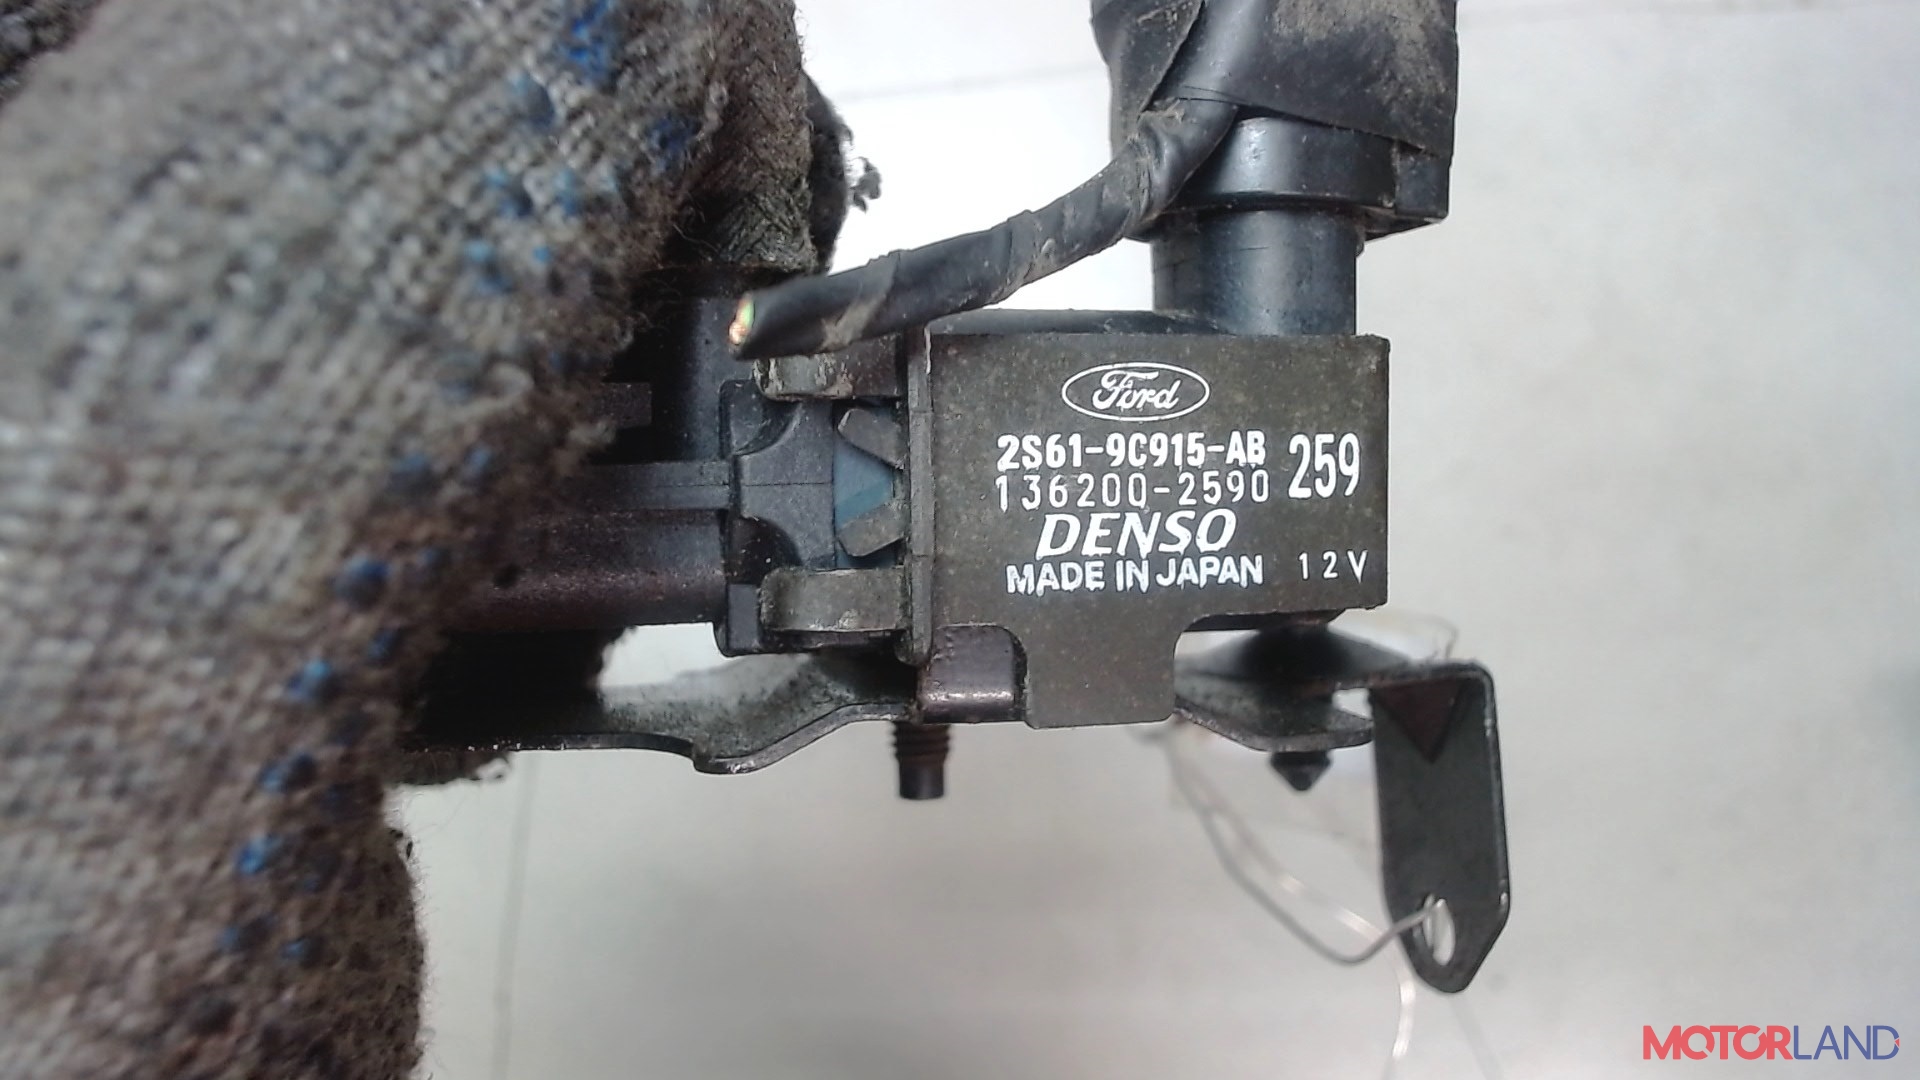 Ford
2S61-9C915-AB 259
136200-2590
DENSO
MADE IN JAPAN 12V
MOTORLAND